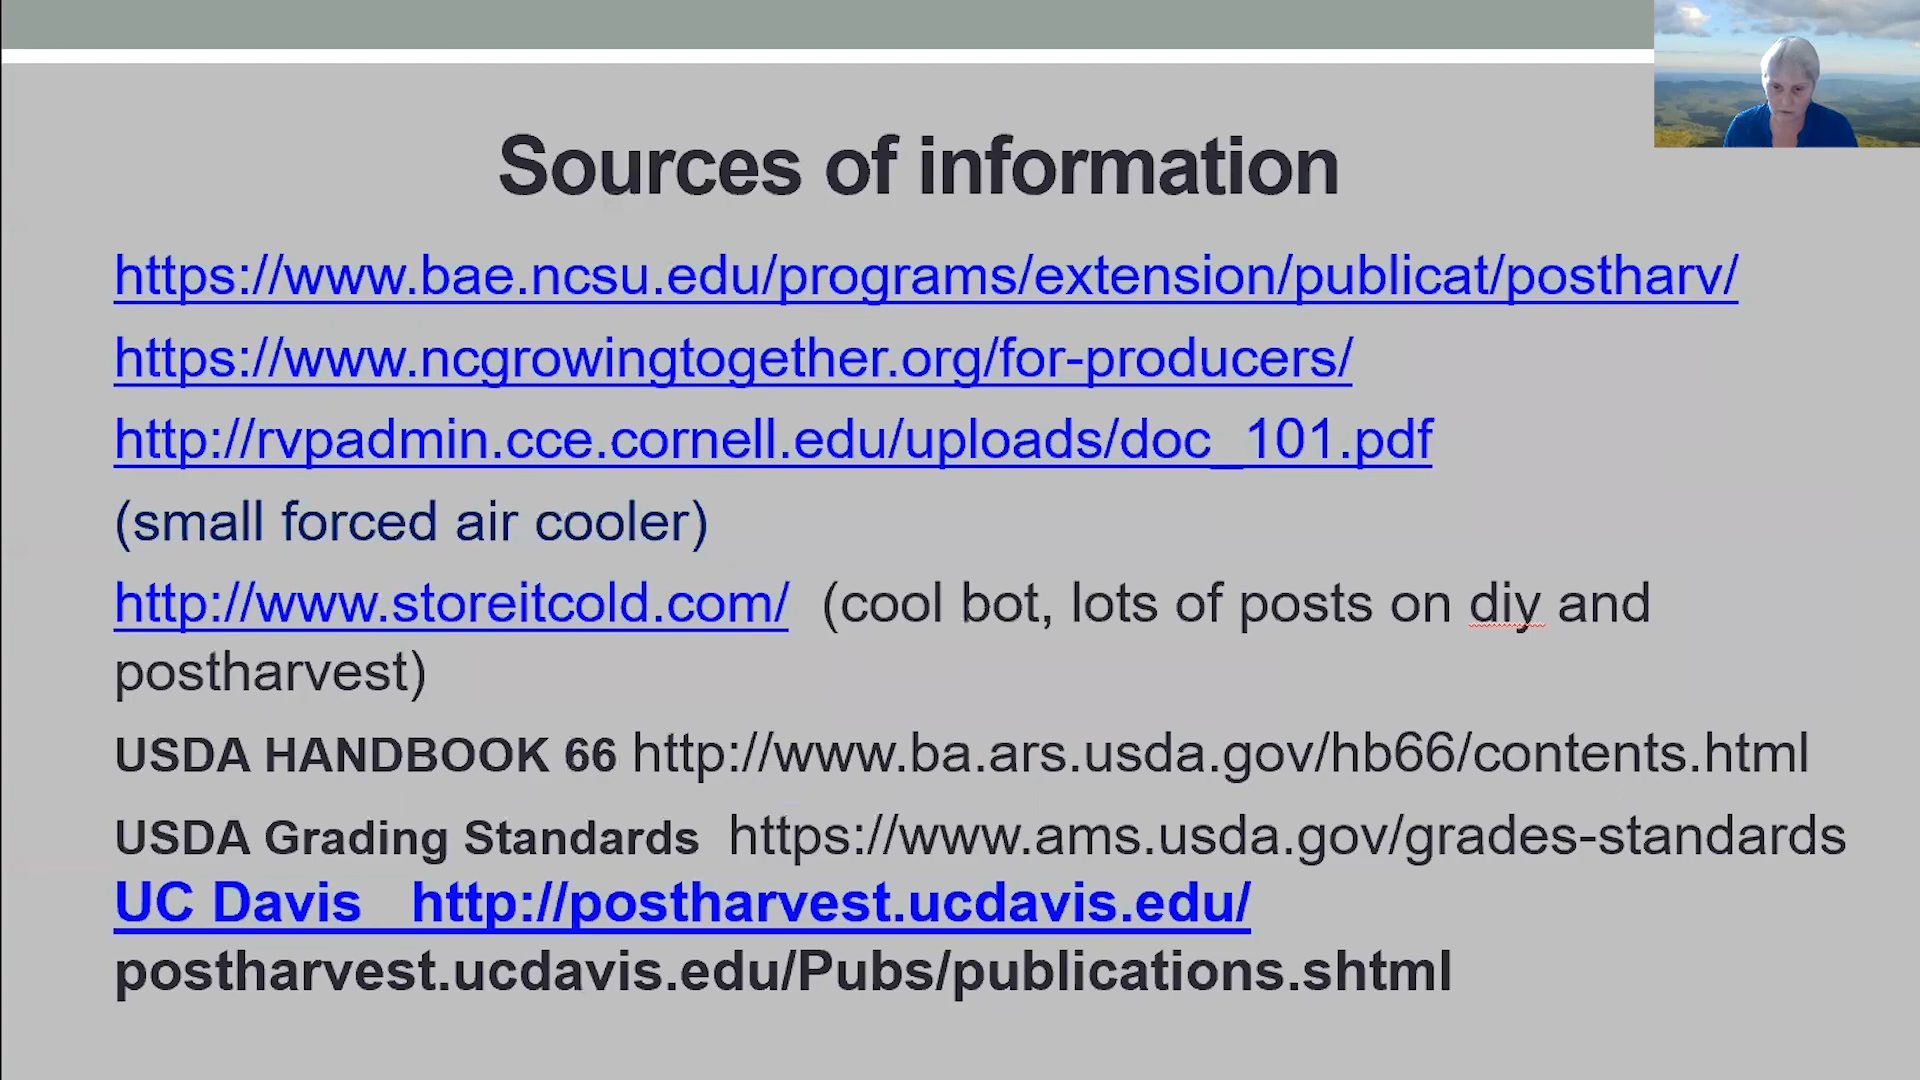 Sources of information
https://www.bae.ncsu.edu/programs/extension/publicat/postharv/
https://www.ncgrowingtogether.org/for-producers/
http://rvpadmin.cce.cornell.edu/uploads/doc_101.pdf
(small forced air cooler)
http://www.storeitcold.com/ (cool bot, lots of posts on diy and
postharvest)
USDA HANDBOOK 66 http://www.ba.ars.usda.gov/hb66/contents.html
USDA Grading Standards https://www.ams.usda.gov/grades-standards
UC Davis http://postharvest.ucdavis.edu/
postharvest.ucdavis.edu/Pubs/publications.shtml